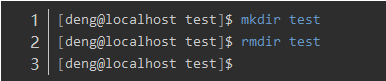 1 [deng@localhost test]$ mkdir test
2 [deng@localhost test]$ rmdir test
3 [deng@localhost test]$